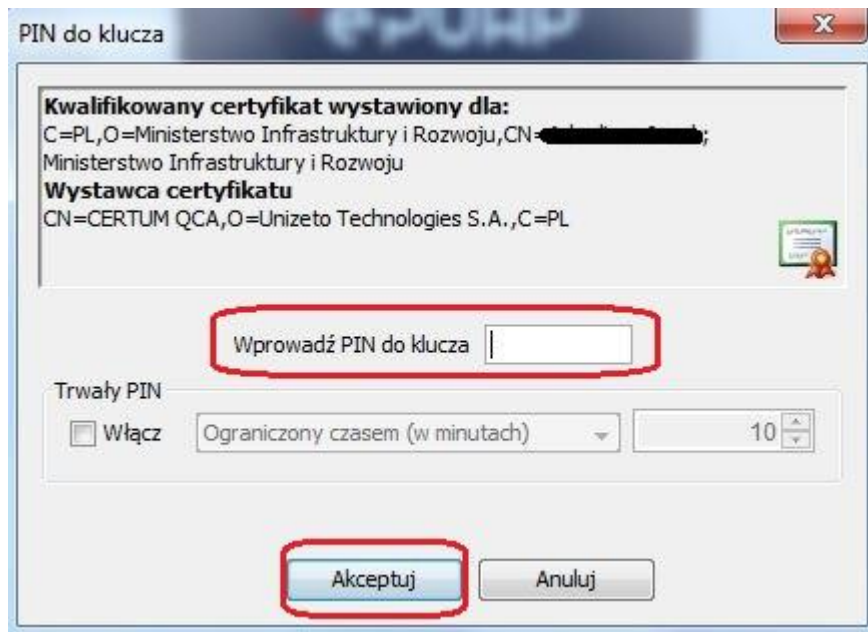 PIN do klucza
ePUAP
Kwalifikowany certyfikat wystawiony dla:
C=PL,O=Ministerstwo Infrastruktury i Rozwoju,CN=;
Ministerstwo Infrastruktury i Rozwoju
Wystawca certyfikatu
CN=CERTUM QCA,O=Unizeto Technologies S.A.,C=PL
Wprowadź PIN do klucza
Trwały PIN
Włącz
Ograniczony czasem (w minutach)
10
Akceptuj
Anuluj